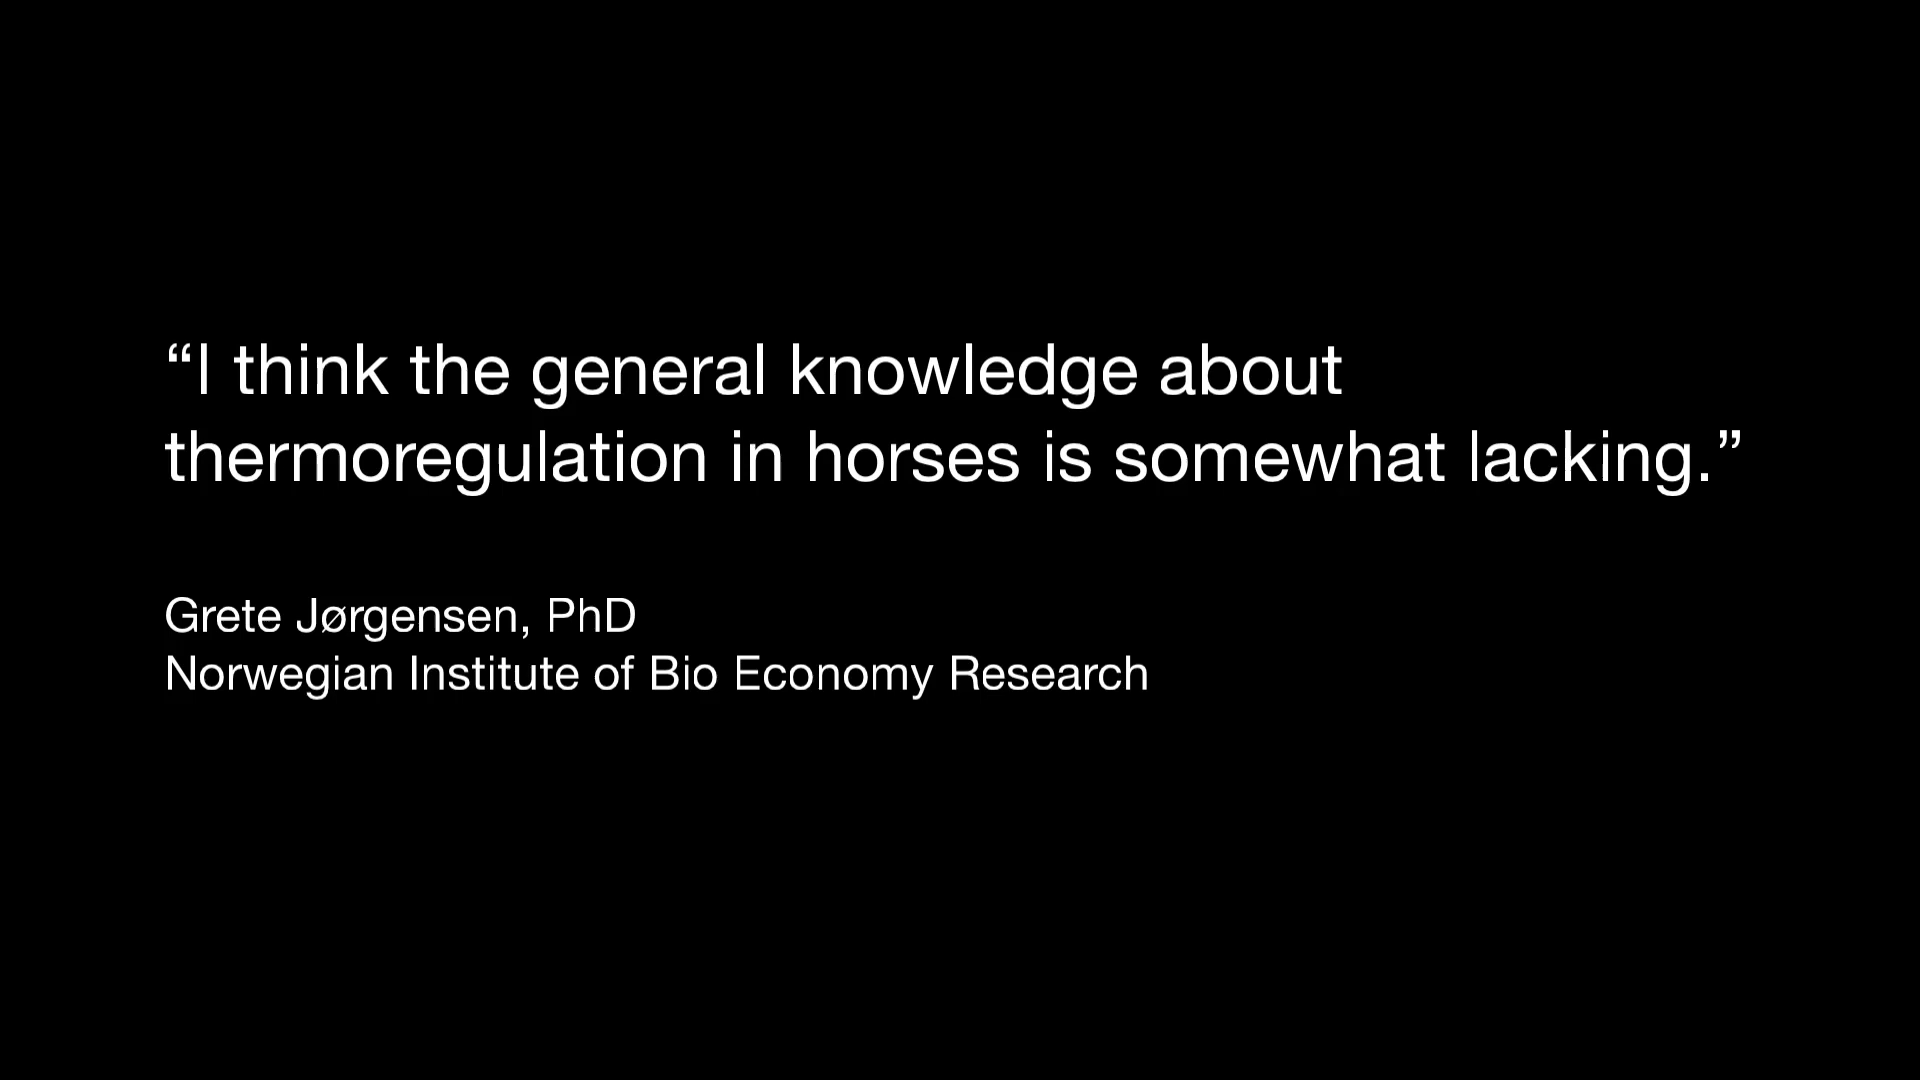 “I think the general knowledge about
thermoregulation in horses is somewhat lacking.”
Grete Jørgensen, PhD
Norwegian Institute of Bio Economy Research